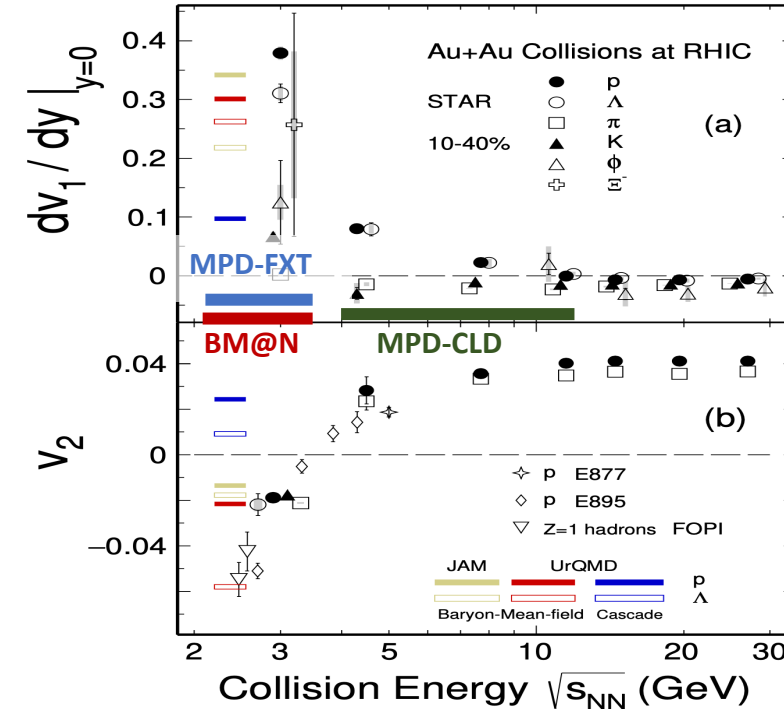 0.4
0.3
0.2
0.1
0
dv₁ / dy |y=0
Au+Au Collisions at RHIC
STAR
10-40%
p
Λ
π
K
ϕ
Ξ⁻
(a)
MPD-FXT
BM@N
MPD-CLD
0.04
0
−0.04
v₂
(b)
p E877
p E895
Z=1 hadrons FOPI
JAM UrQMD
p
Λ
Baryon-Mean-field Cascade
2 3 4 5 10 20 30
Collision Energy √sNN (GeV)